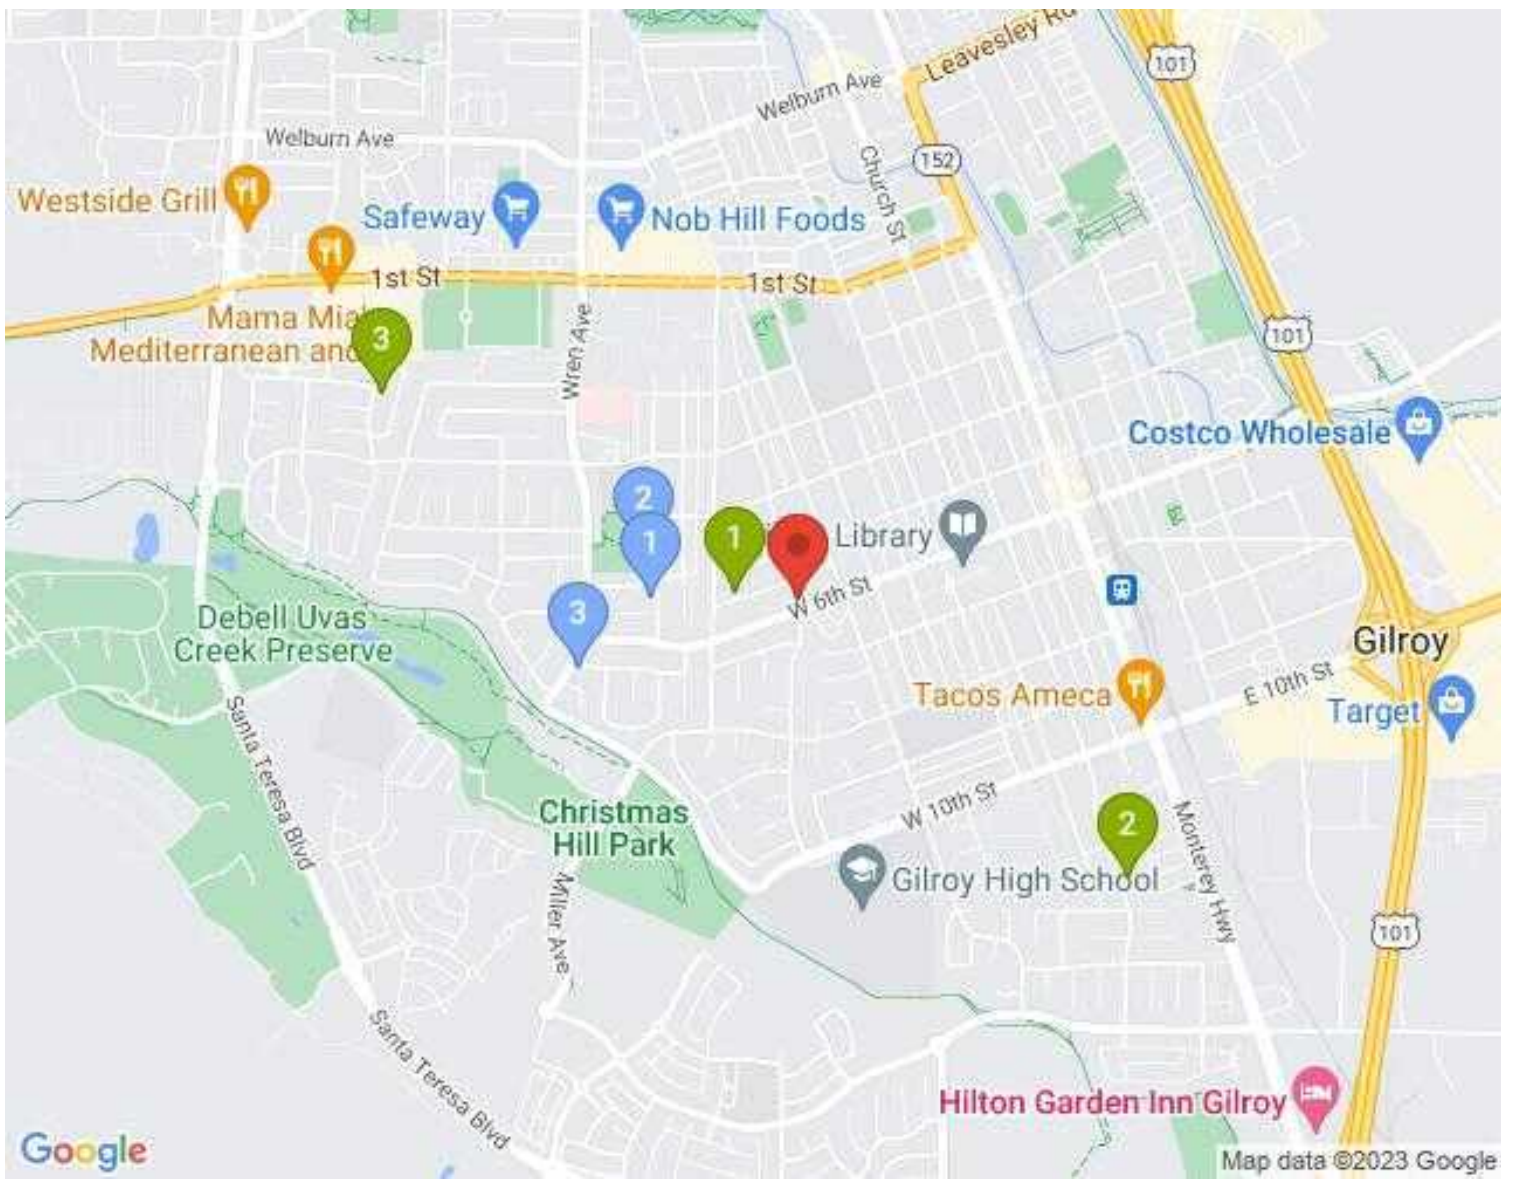 Leavesley Rd
101
Welburn Ave
Welburn Ave
152
Church St
Westside Grill
Safeway
Nob Hill Foods
1st St
1st St
Mama Mia
Mediterranean and
3
Wren Ave
101
Costco Wholesale
2
1
1
Library
W 6th St
3
Debell Uvas
Creek Preserve
Gilroy
Tacos Ameca
E 10th St
Target
Santa Teresa Blvd
Christmas
Hill Park
W 10th St
2
Monterey Hwy
Gilroy High School
Miller Ave
101
Santa Teresa Blvd
Hilton Garden Inn Gilroy
Google
Map data ©2023 Google